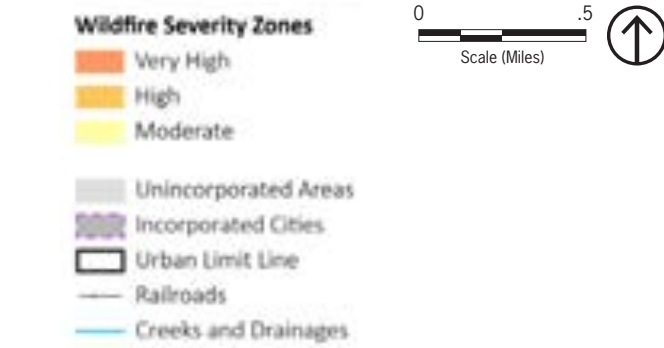 Wildfire Severity Zones
Very High
High
Moderate
Unincorporated Areas
Incorporated Cities
Urban Limit Line
Railroads
Creeks and Drainages
0 .5
Scale (Miles)